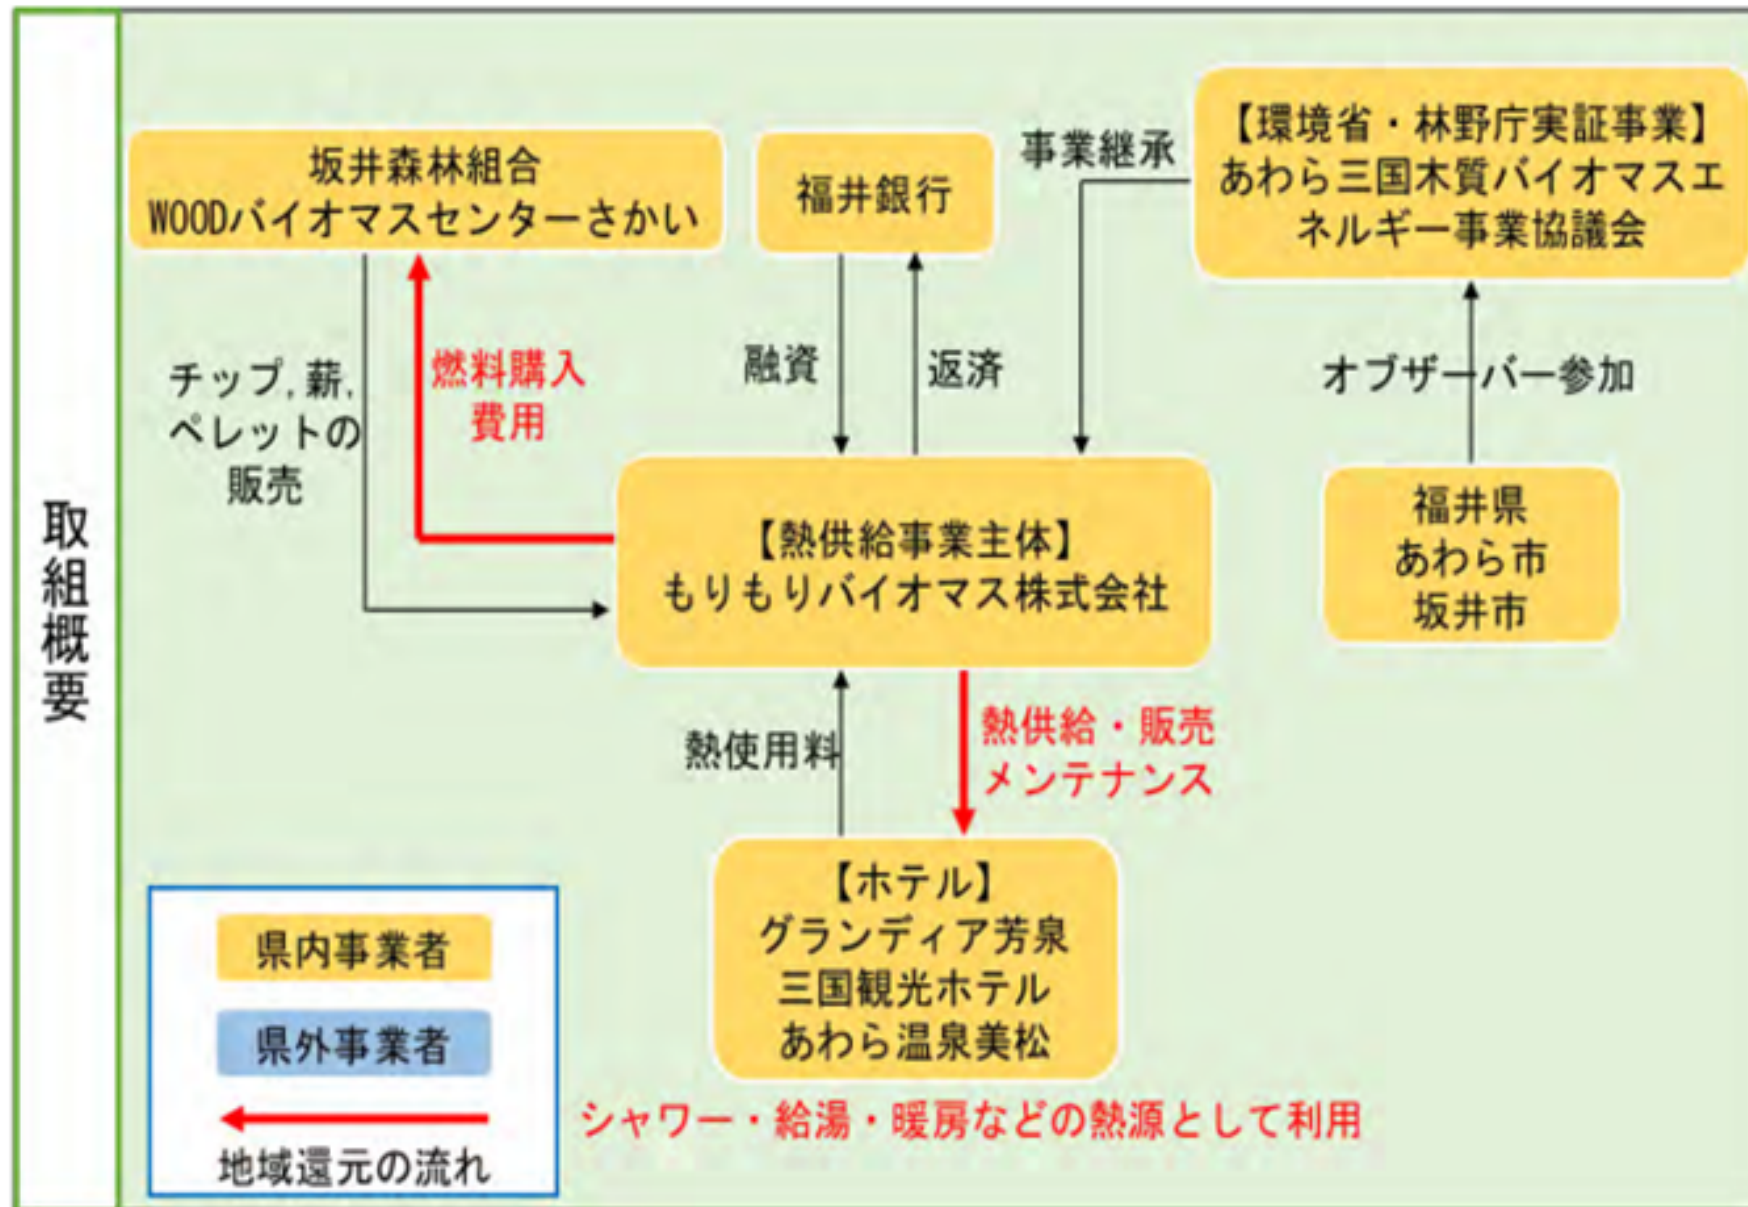 取組概要
坂井森林組合
WOODバイオマスセンターさかい
福井銀行
事業継承
【環境省・林野庁実証事業】
あわら三国木質バイオマスエ
ネルギー事業協議会
チップ,薪,
ペレットの
販売
燃料購入
費用
融資
返済
オブザーバー参加
福井県
あわら市
坂井市
【熱供給事業主体】
もりもりバイオマス株式会社
熱使用料
熱供給・販売
メンテナンス
【ホテル】
グランディア芳泉
三国観光ホテル
あわら温泉美松
シャワー・給湯・暖房などの熱源として利用
県内事業者
県外事業者
地域還元の流れ